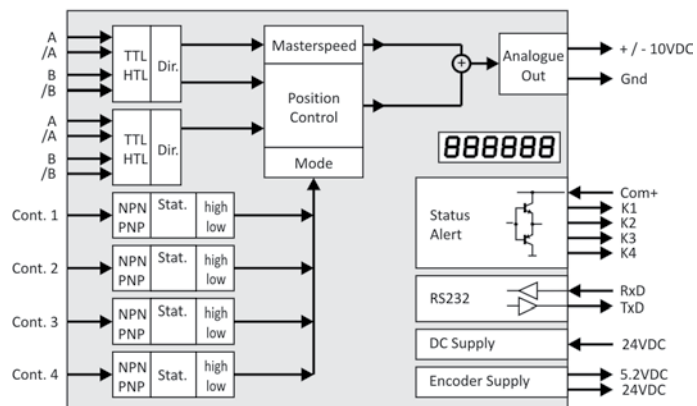 A
/A
B
/B
TTL
HTL
Dir.
Masterspeed
Position
Control
Mode
+
Analogue
Out
+ / - 10VDC
Gnd
A
/A
B
/B
TTL
HTL
Dir.
888888
Cont. 1
NPN
PNP
Stat.
high
low
Cont. 2
NPN
PNP
Stat.
high
low
Cont. 3
NPN
PNP
Stat.
high
low
Cont. 4
NPN
PNP
Stat.
high
low
Status
Alert
Com+
K1
K2
K3
K4
RS232
RxD
TxD
DC Supply
24VDC
Encoder Supply
5.2VDC
24VDC